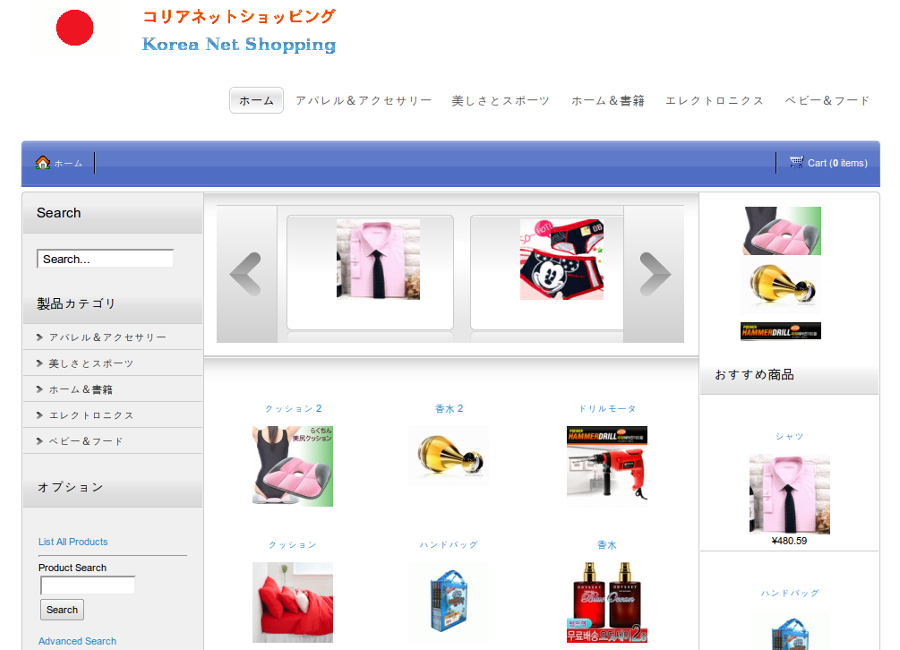 コリアネットショッピング
Korea Net Shopping
ホーム アパレル＆アクセサリー 美しさとスポーツ ホーム＆書籍 エレクトロニクス ベビー＆フード
ホーム
Cart (0 items)
Search
Search...
製品カテゴリ
アパレル＆アクセサリー
美しさとスポーツ
ホーム＆書籍
エレクトロニクス
ベビー＆フード
オプション
List All Products
Product Search
Search
Advanced Search
HOT
クッション２ 香水２ ドリルモータ
らくちん
美尻クッション
HAMMERDRILL
クッション ハンドバッグ 香水
무료배송
HAMMERDRILL
おすすめ商品
シャツ
¥480.59
ハンドバッグ